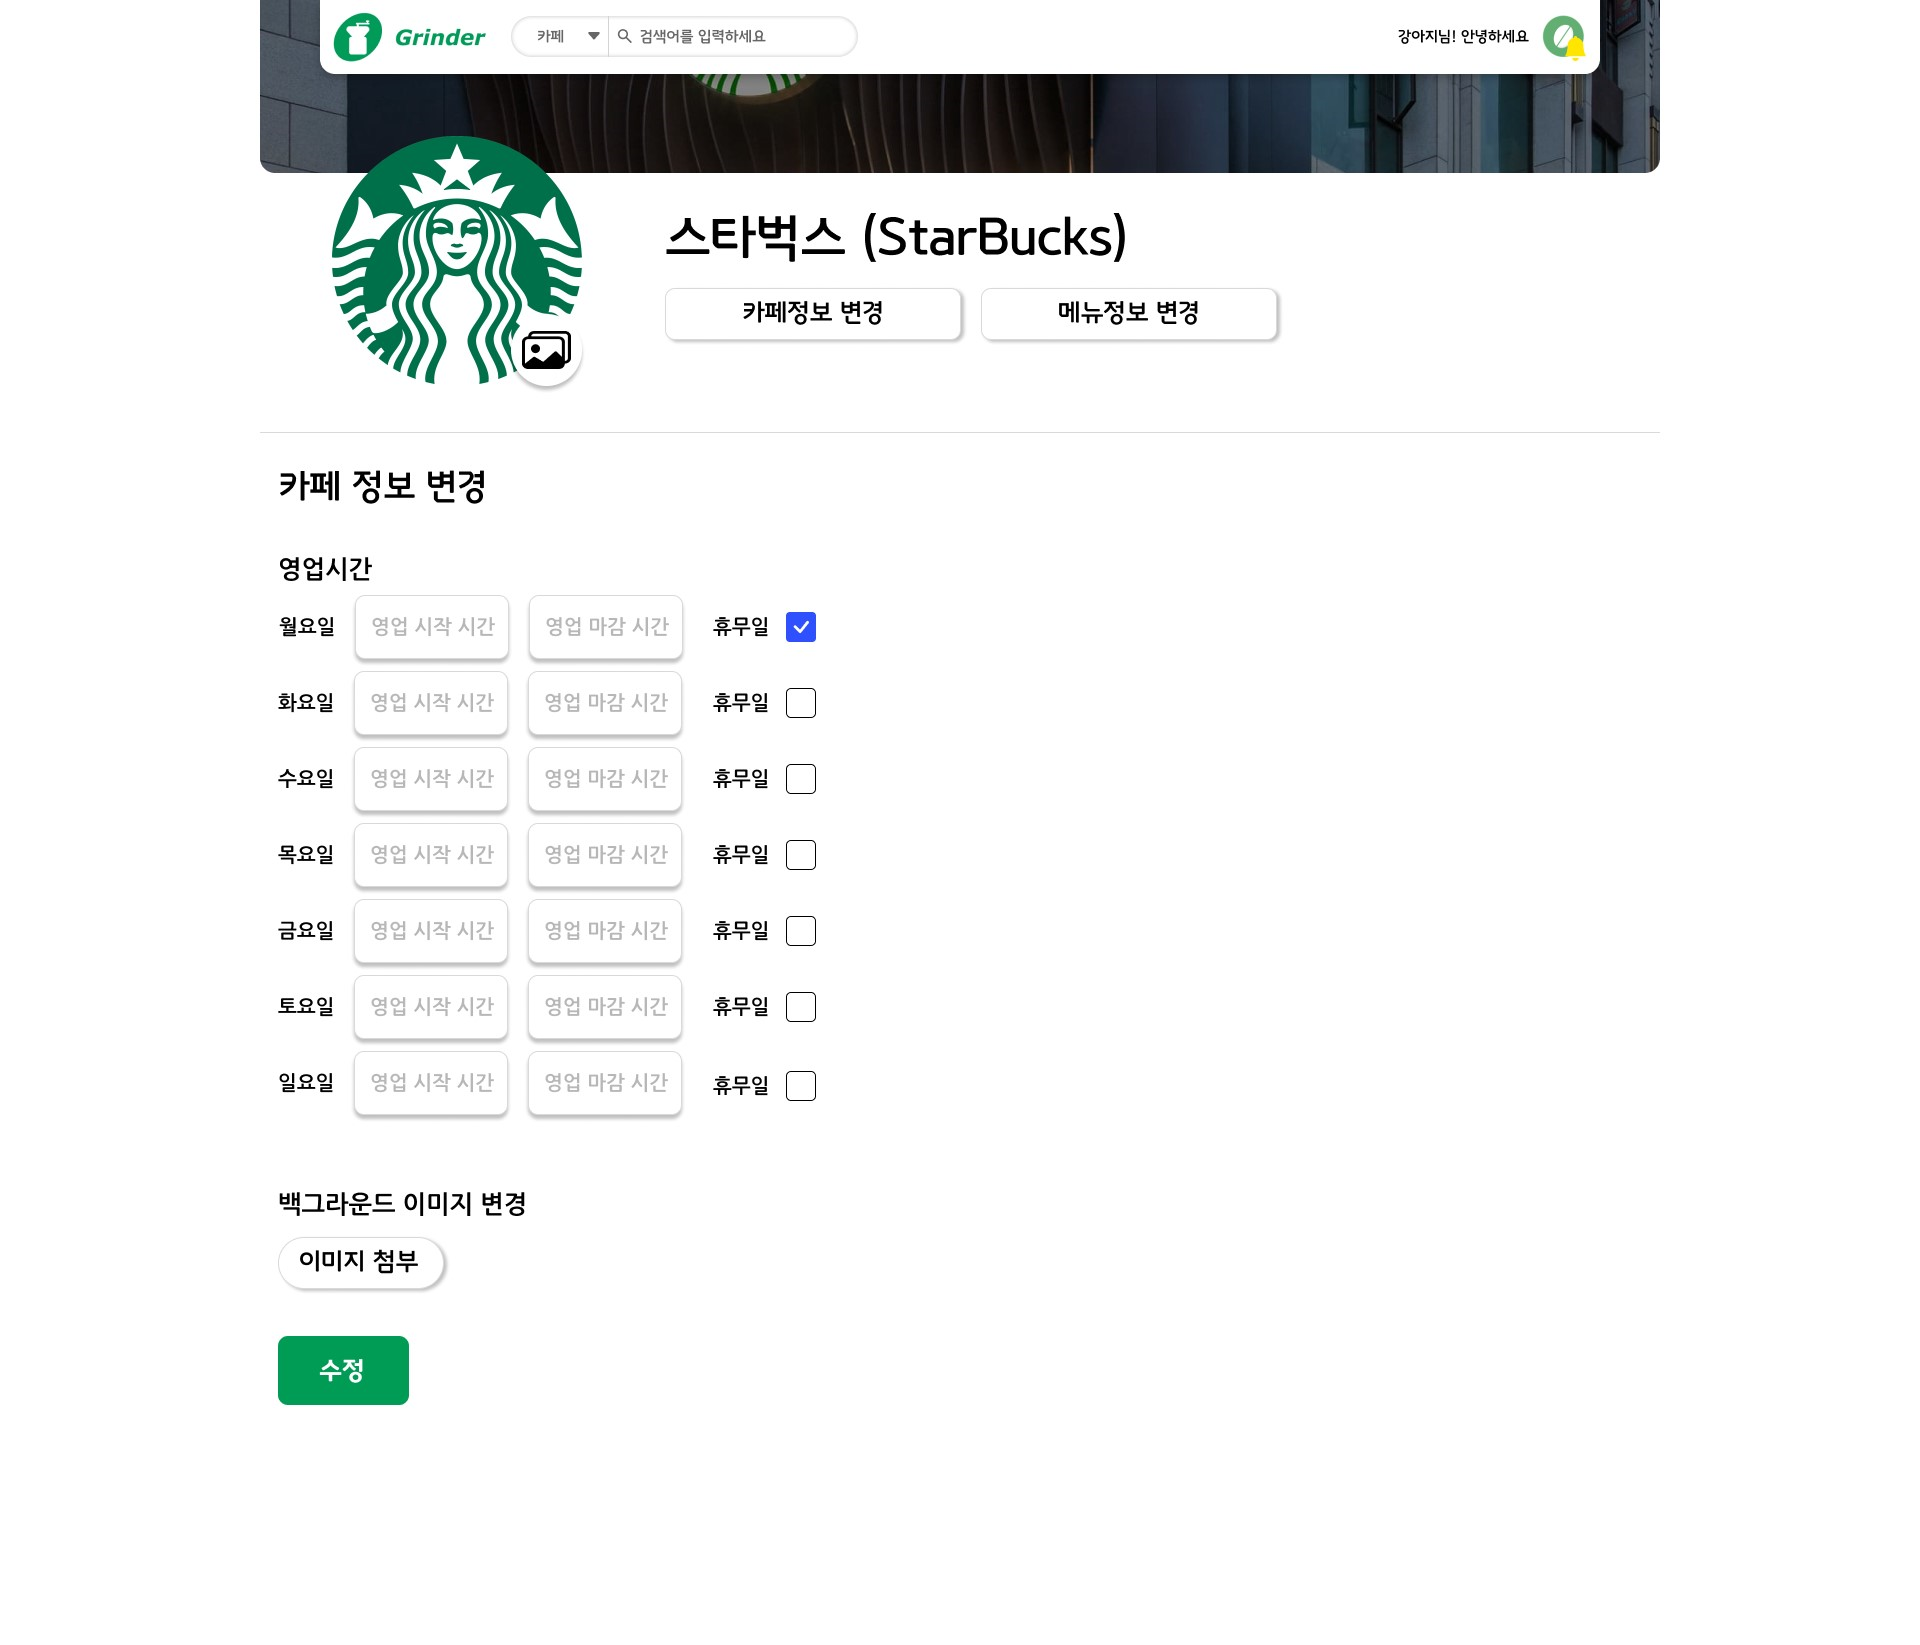 Grinder
카페
검색어를 입력하세요
강아지님! 안녕하세요
스타벅스 (StarBucks)
카페정보 변경
메뉴정보 변경
카페 정보 변경
영업시간
월요일 영업 시작 시간 영업 마감 시간 휴무일
화요일 영업 시작 시간 영업 마감 시간 휴무일
수요일 영업 시작 시간 영업 마감 시간 휴무일
목요일 영업 시작 시간 영업 마감 시간 휴무일
금요일 영업 시작 시간 영업 마감 시간 휴무일
토요일 영업 시작 시간 영업 마감 시간 휴무일
일요일 영업 시작 시간 영업 마감 시간 휴무일
백그라운드 이미지 변경
이미지 첨부
수정